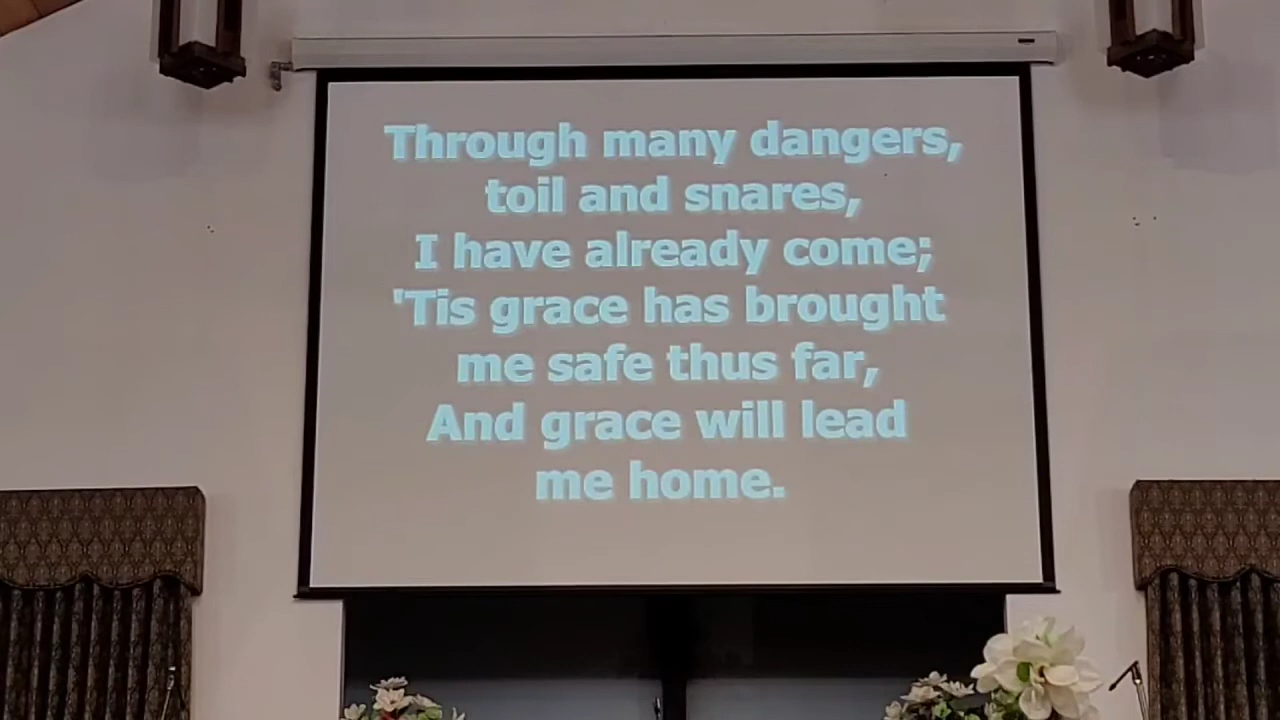 Through many dangers,
toil and snares,
I have already come;
'Tis grace has brought
me safe thus far,
And grace will lead
me home.